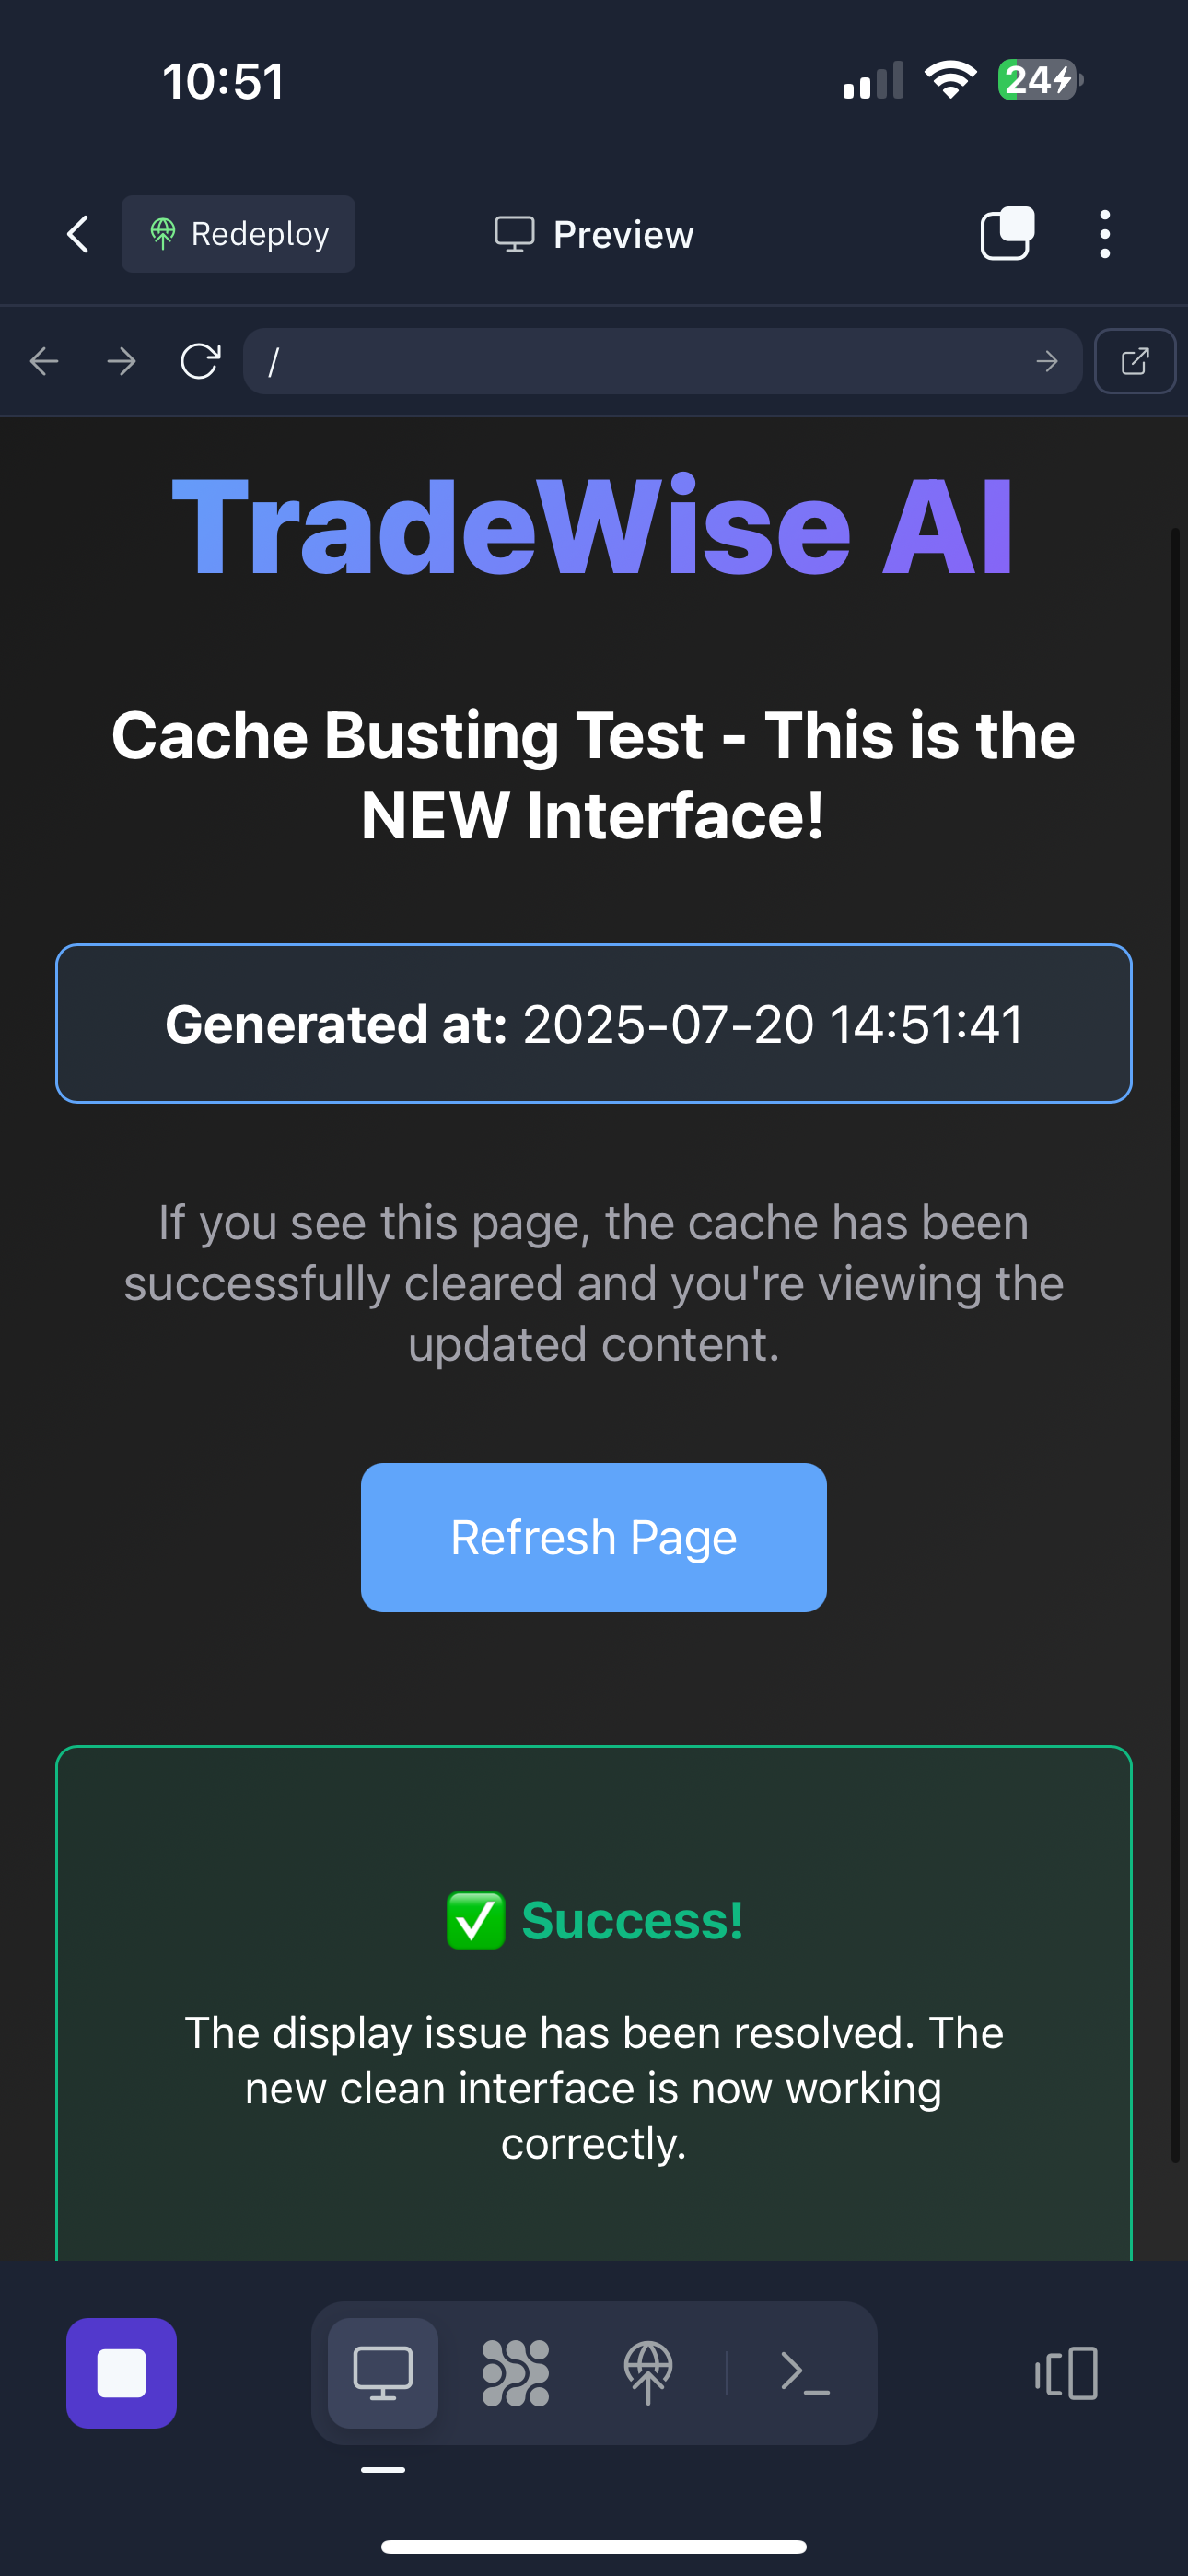 10:51
24
Redeploy
Preview
/
TradeWise AI
Cache Busting Test - This is the
NEW Interface!
Generated at: 2025-07-20 14:51:41
If you see this page, the cache has been
successfully cleared and you're viewing the
updated content.
Refresh Page
✅ Success!
The display issue has been resolved. The
new clean interface is now working
correctly.